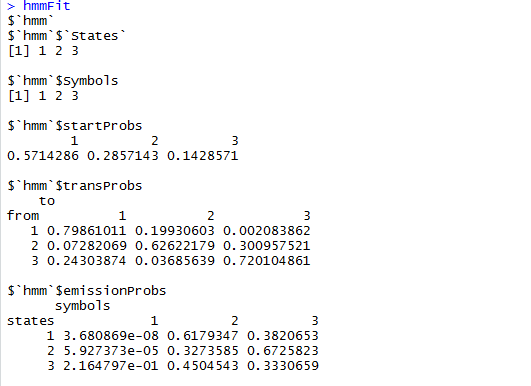 > hmmFit
$`hmm`
$`hmm`$`States`
[1] 1 2 3
$`hmm`$Symbols
[1] 1 2 3
$`hmm`$startProbs
1 2 3
0.5714286 0.2857143 0.1428571
$`hmm`$transProbs
to
from 1 2 3
1 0.79861011 0.19930603 0.002083862
2 0.07282069 0.62622179 0.300957521
3 0.24303874 0.03685639 0.720104861
$`hmm`$emissionProbs
symbols
states 1 2 3
1 3.680869e-08 0.6179347 0.3820653
2 5.927373e-05 0.3273585 0.6725823
3 2.164797e-01 0.4504543 0.3330659